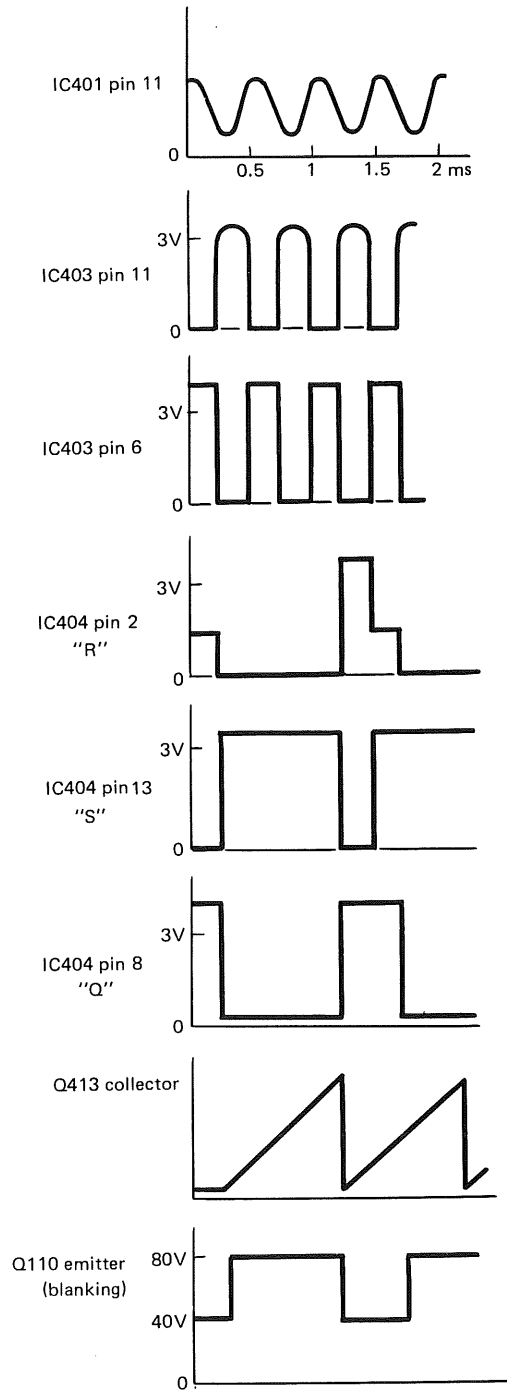 IC401 pin 11
0
0.5 1 1.5 2 ms
3V
IC403 pin 11
0
3V
IC403 pin 6
0
3V
IC404 pin 2
"R"
0
3V
IC404 pin 13
"S"
0
3V
IC404 pin 8
"Q"
0
Q413 collector
80V
Q110 emitter
(blanking)
40V
0